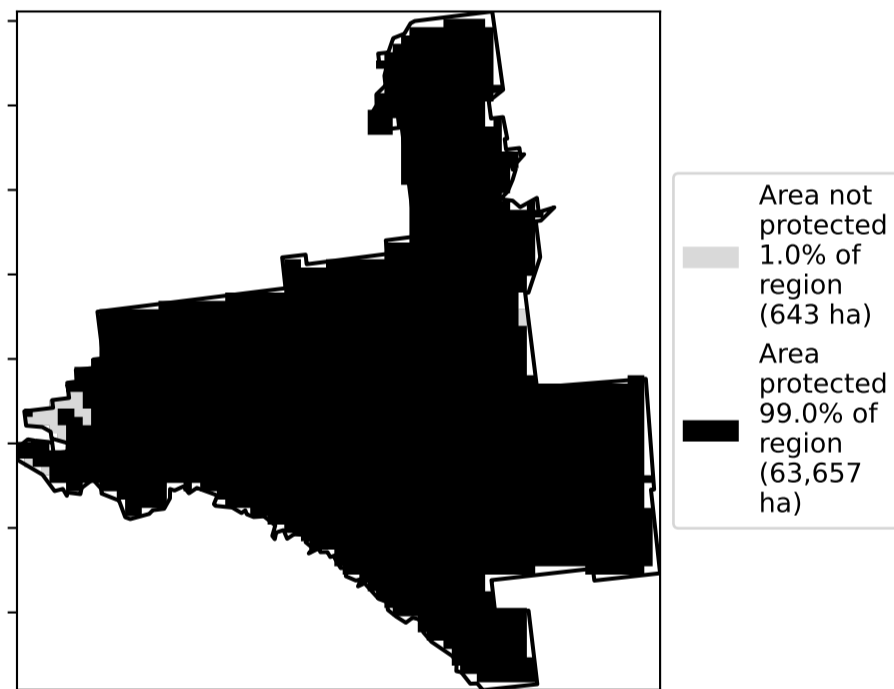 Area not
protected
1.0% of
region
(643 ha)
Area
protected
99.0% of
region
(63,657
ha)